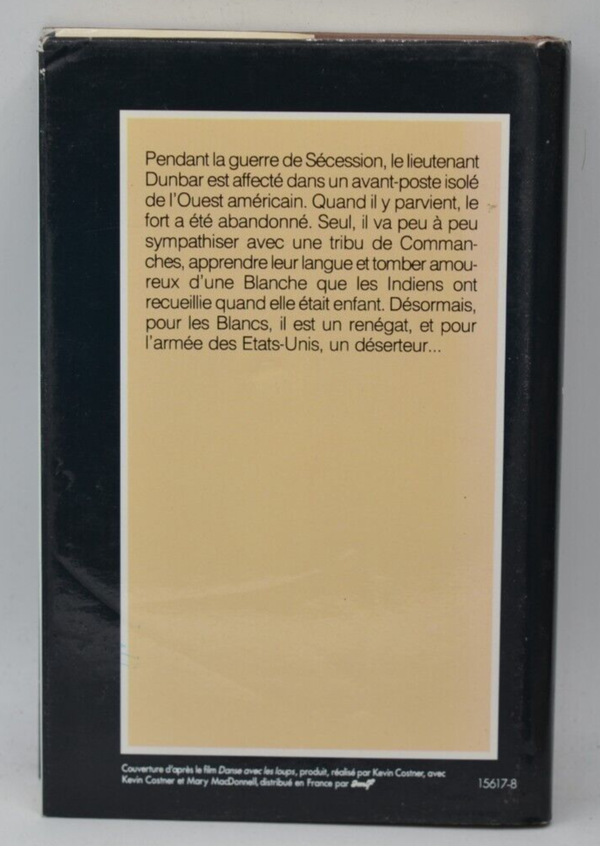 Pendant la guerre de Sécession, le lieutenant
Dunbar est affecté dans un avant-poste isolé
de l'Ouest américain. Quand il y parvient, le
fort a été abandonné. Seul, il va peu à peu
sympathiser avec une tribu de Comman-
ches, apprendre leur langue et tomber amou-
reux d'une Blanche que les Indiens ont
recueillie quand elle était enfant. Désormais,
pour les Blancs, il est un renégat, et pour
l'armée des Etats-Unis, un déserteur...
Couverture d'après le film Danse avec les loups, produit, réalisé par Kevin Costner, avec
Kevin Costner et Mary MacDonnell, distribué en France par
15617-8